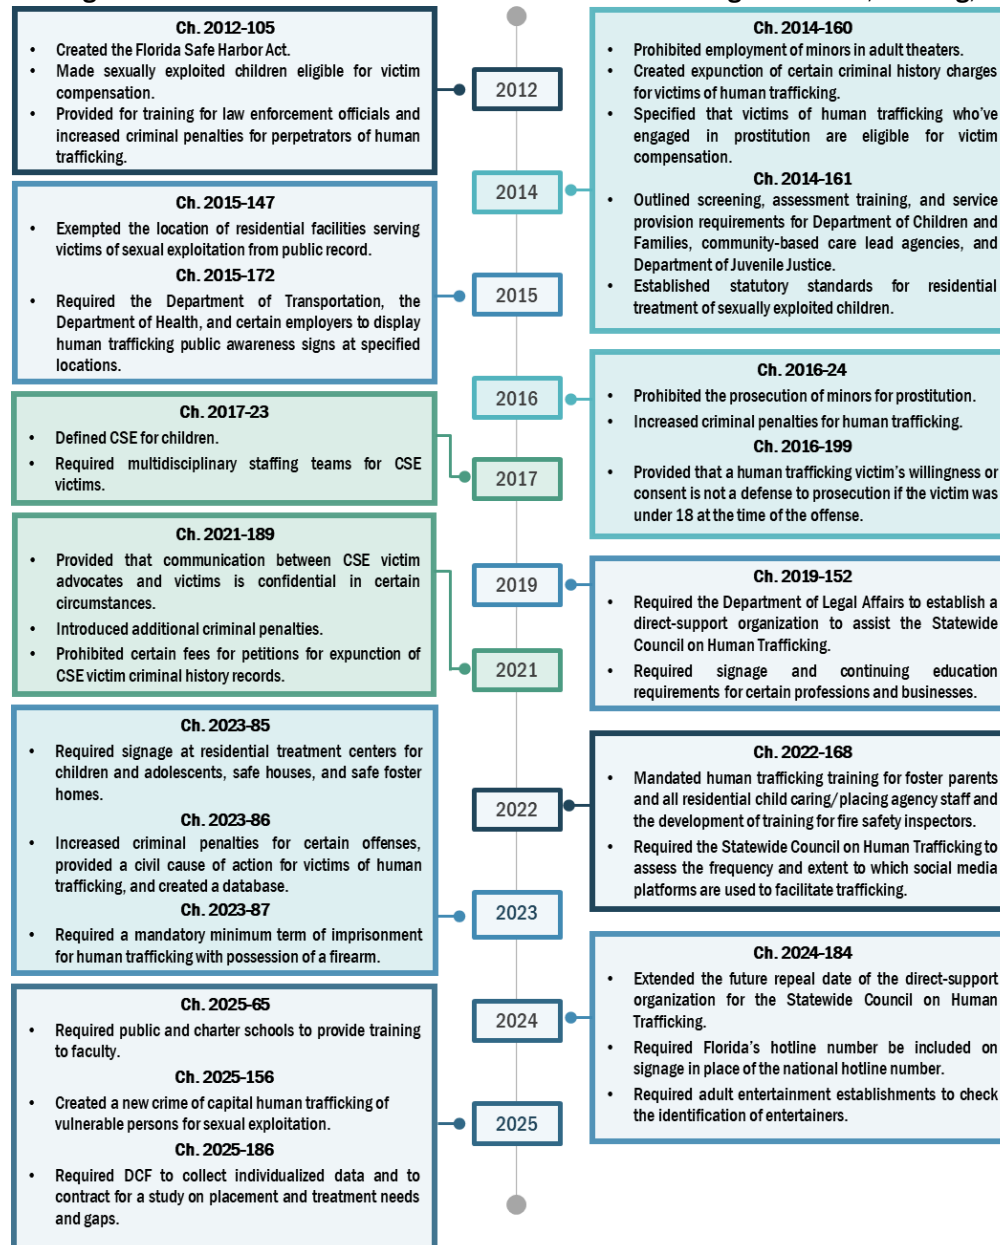 Ch. 2012-105
• Created the Florida Safe Harbor Act.
• Made sexually exploited children eligible for victim
compensation.
• Provided for training for law enforcement officials and
increased criminal penalties for perpetrators of human
trafficking.
2012
Ch. 2014-160
• Prohibited employment of minors in adult theaters.
• Created expunction of certain criminal history charges
for victims of human trafficking.
• Specified that victims of human trafficking who've
engaged in prostitution are eligible for victim
compensation.
Ch. 2014-161
• Outlined screening, assessment training, and service
provision requirements for Department of Children and
Families, community-based care lead agencies, and
Department of Juvenile Justice.
• Established statutory standards for residential
treatment of sexually exploited children.
2014
Ch. 2015-147
• Exempted the location of residential facilities serving
victims of sexual exploitation from public record.
Ch. 2015-172
• Required the Department of Transportation, the
Department of Health, and certain employers to display
human trafficking public awareness signs at specified
locations.
2015
Ch. 2016-24
• Prohibited the prosecution of minors for prostitution.
• Increased criminal penalties for human trafficking.
Ch. 2016-199
• Provided that a human trafficking victim's willingness or
consent is not a defense to prosecution if the victim was
under 18 at the time of the offense.
2016
Ch. 2017-23
• Defined CSE for children.
• Required multidisciplinary staffing teams for CSE
victims.
2017
Ch. 2019-152
• Required the Department of Legal Affairs to establish a
direct-support organization to assist the Statewide
Council on Human Trafficking.
• Required signage and continuing education
requirements for certain professions and businesses.
2019
Ch. 2021-189
• Provided that communication between CSE victim
advocates and victims is confidential in certain
circumstances.
• Introduced additional criminal penalties.
• Prohibited certain fees for petitions for expunction of
CSE victim criminal history records.
2021
Ch. 2022-168
• Mandated human trafficking training for foster parents
and all residential child caring/placing agency staff and
the development of training for fire safety inspectors.
• Required the Statewide Council on Human Trafficking to
assess the frequency and extent to which social media
platforms are used to facilitate trafficking.
2022
Ch. 2023-85
• Required signage at residential treatment centers for
children and adolescents, safe houses, and safe foster
homes.
Ch. 2023-86
• Increased criminal penalties for certain offenses,
provided a civil cause of action for victims of human
trafficking, and created a database.
Ch. 2023-87
• Required a mandatory minimum term of imprisonment
for human trafficking with possession of a firearm.
2023
Ch. 2024-184
• Extended the future repeal date of the direct-support
organization for the Statewide Council on Human
Trafficking.
• Required Florida's hotline number be included on
signage in place of the national hotline number.
• Required adult entertainment establishments to check
the identification of entertainers.
2024
Ch. 2025-65
• Required public and charter schools to provide training
to faculty.
Ch. 2025-156
• Created a new crime of capital human trafficking of
vulnerable persons for sexual exploitation.
Ch. 2025-186
• Required DCF to collect individualized data and to
contract for a study on placement and treatment needs
and gaps.
2025